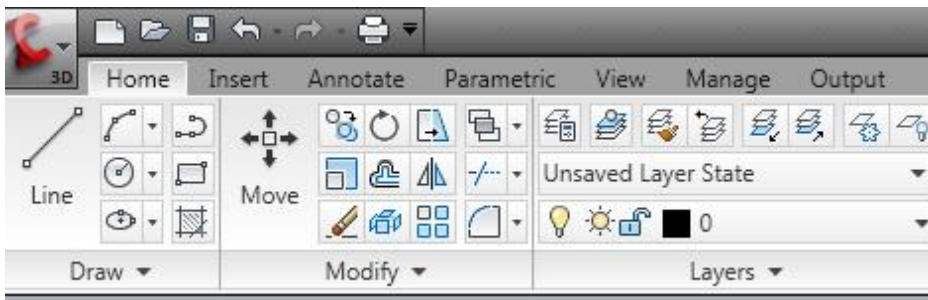 3D Home Insert Annotate Parametric View Manage Output
Line
Move
Unsaved Layer State
0
Draw Modify Layers